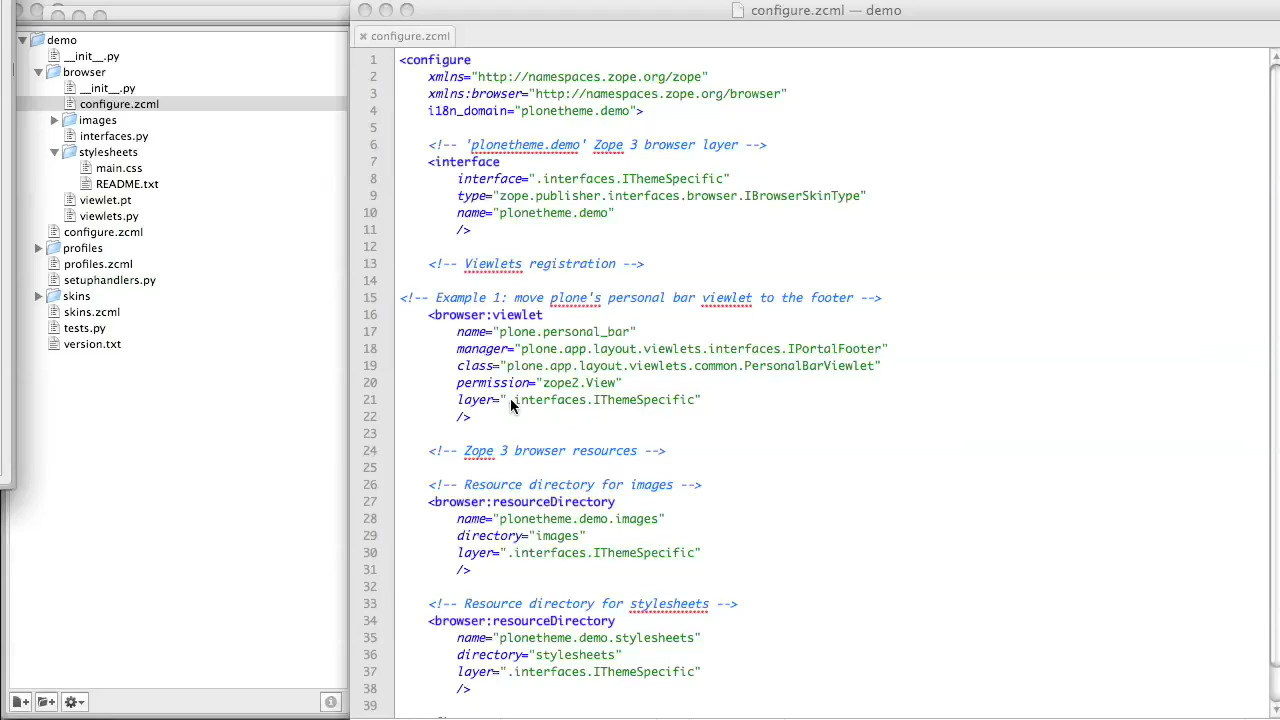 configure.zcml — demo
configure.zcml
demo
__init__.py
browser
__init__.py
configure.zcml
images
interfaces.py
stylesheets
main.css
README.txt
viewlet.pt
viewlets.py
configure.zcml
profiles
profiles.zcml
setuphandlers.py
skins
skins.zcml
tests.py
version.txt
1 <configure
2 xmlns="http://namespaces.zope.org/zope"
3 xmlns:browser="http://namespaces.zope.org/browser"
4 i18n_domain="plonetheme.demo">
5
6 <!-- 'plonetheme.demo' Zope 3 browser layer -->
7 <interface
8 interface=".interfaces.IThemeSpecific"
9 type="zope.publisher.interfaces.browser.IBrowserSkinType"
10 name="plonetheme.demo"
11 />
12
13 <!-- Viewlets registration -->
14
15 <!-- Example 1: move plone's personal bar viewlet to the footer -->
16 <browser:viewlet
17 name="plone.personal_bar"
18 manager="plone.app.layout.viewlets.interfaces.IPortalFooter"
19 class="plone.app.layout.viewlets.common.PersonalBarViewlet"
20 permission="zope2.View"
21 layer=".interfaces.IThemeSpecific"
22 />
23
24 <!-- Zope 3 browser resources -->
25
26 <!-- Resource directory for images -->
27 <browser:resourceDirectory
28 name="plonetheme.demo.images"
29 directory="images"
30 layer=".interfaces.IThemeSpecific"
31 />
32
33 <!-- Resource directory for stylesheets -->
34 <browser:resourceDirectory
35 name="plonetheme.demo.stylesheets"
36 directory="stylesheets"
37 layer=".interfaces.IThemeSpecific"
38 />
39